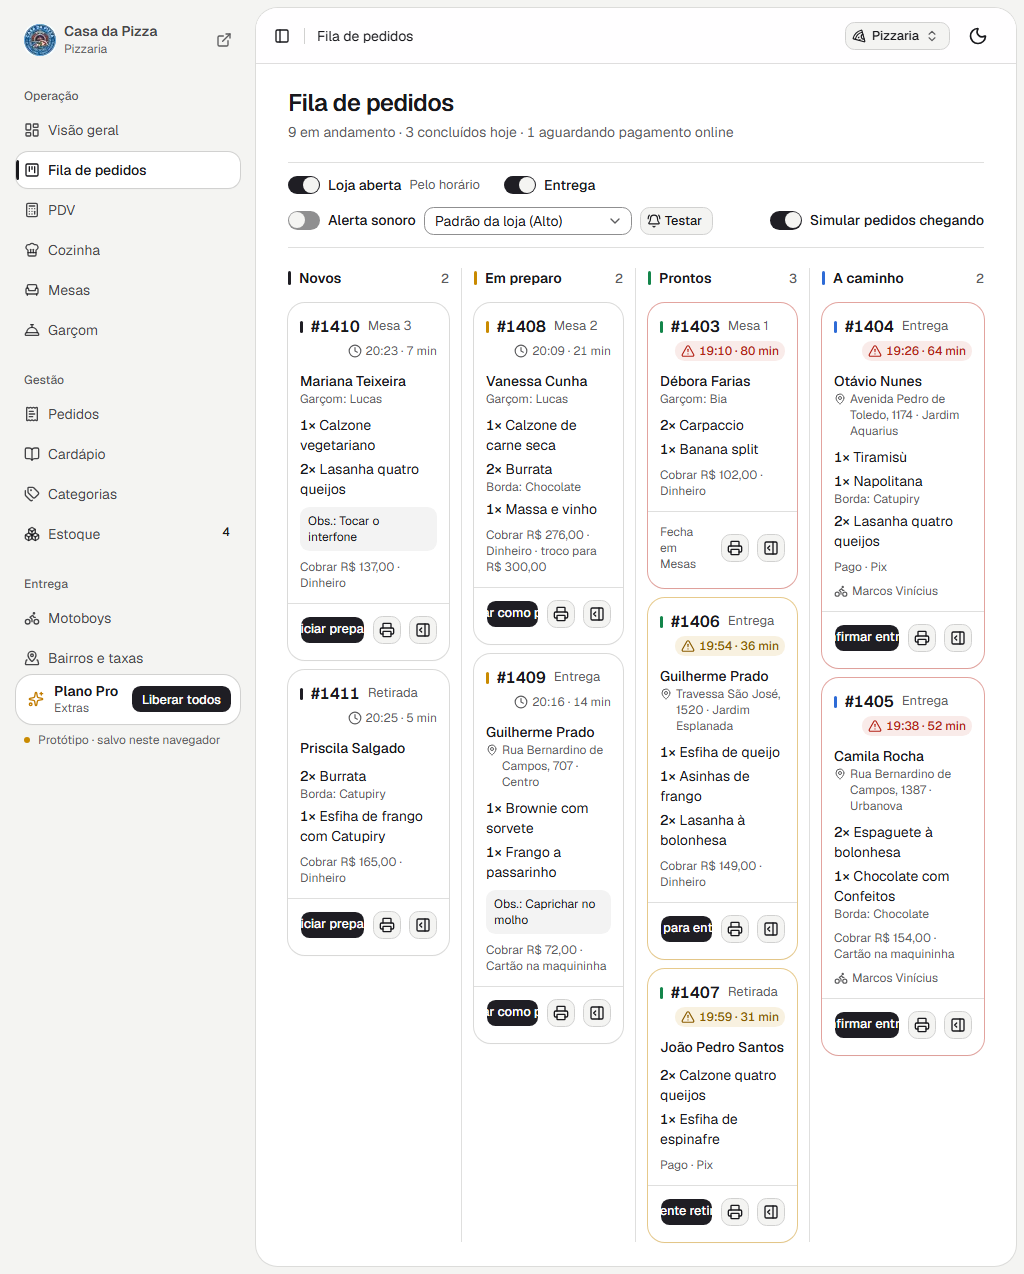 Casa da Pizza
Pizzaria
Operação
Visão geral
Fila de pedidos
PDV
Cozinha
Mesas
Garçom
Gestão
Pedidos
Cardápio
Categorias
Estoque 4
Entrega
Motoboys
Bairros e taxas
Plano Pro
Extras
Liberar todos
Protótipo · salvo neste navegador
Fila de pedidos
Pizzaria
Fila de pedidos
9 em andamento · 3 concluídos hoje · 1 aguardando pagamento online
Loja aberta Pelo horário Entrega
Alerta sonoro Padrão da loja (Alto) Testar Simular pedidos chegando
Novos 2
#1410 Mesa 3
20:23 · 7 min
Mariana Teixeira
Garçom: Lucas
1× Calzone
vegetariano
2× Lasanha quatro
queijos
Obs.: Tocar o
interfone
Cobrar R$ 137,00 ·
Dinheiro
iciar prepa
#1411 Retirada
20:25 · 5 min
Priscila Salgado
2× Burrata
Borda: Catupiry
1× Esfiha de frango
com Catupiry
Cobrar R$ 165,00 ·
Dinheiro
iciar prepa
Em preparo 2
#1408 Mesa 2
20:09 · 21 min
Vanessa Cunha
Garçom: Lucas
1× Calzone de
carne seca
2× Burrata
Borda: Chocolate
1× Massa e vinho
Cobrar R$ 276,00 ·
Dinheiro · troco para
R$ 300,00
ar como p
#1409 Entrega
20:16 · 14 min
Guilherme Prado
Rua Bernardino de
Campos, 707 ·
Centro
1× Brownie com
sorvete
1× Frango a
passarinho
Obs.: Caprichar no
molho
Cobrar R$ 72,00 ·
Cartão na maquininha
ar como p
Prontos 3
#1403 Mesa 1
19:10 · 80 min
Débora Farias
Garçom: Bia
2× Carpaccio
1× Banana split
Cobrar R$ 102,00 ·
Dinheiro
Fecha
em
Mesas
#1406 Entrega
19:54 · 36 min
Guilherme Prado
Travessa São José,
1520 · Jardim
Esplanada
1× Esfiha de queijo
1× Asinhas de
frango
2× Lasanha à
bolonhesa
Cobrar R$ 149,00 ·
Dinheiro
para ent
#1407 Retirada
19:59 · 31 min
João Pedro Santos
2× Calzone quatro
queijos
1× Esfiha de
espinafre
Pago · Pix
ente retir
A caminho 2
#1404 Entrega
19:26 · 64 min
Otávio Nunes
Avenida Pedro de
Toledo, 1174 · Jardim
Aquarius
1× Tiramisù
1× Napolitana
Borda: Catupiry
2× Lasanha quatro
queijos
Pago · Pix
Marcos Vinícius
nfirmar entr
#1405 Entrega
19:38 · 52 min
Camila Rocha
Rua Bernardino de
Campos, 1387 ·
Urbanova
2× Espaguete à
bolonhesa
1× Chocolate com
Confeitos
Borda: Chocolate
Cobrar R$ 154,00 ·
Cartão na maquininha
Marcos Vinícius
nfirmar entr